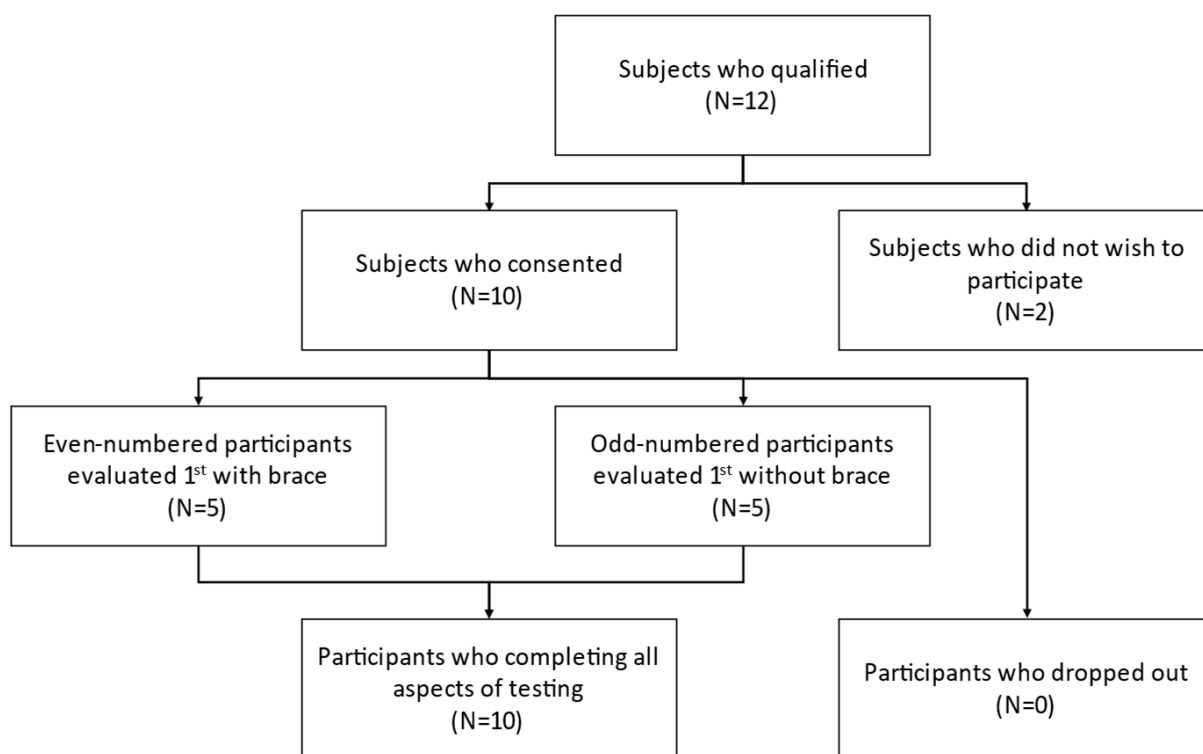 Subjects who qualified
(N=12)
Subjects who consented
(N=10)
Subjects who did not wish to
participate
(N=2)
Even-numbered participants
evaluated 1st with brace
(N=5)
Odd-numbered participants
evaluated 1st without brace
(N=5)
Participants who completing all
aspects of testing
(N=10)
Participants who dropped out
(N=0)